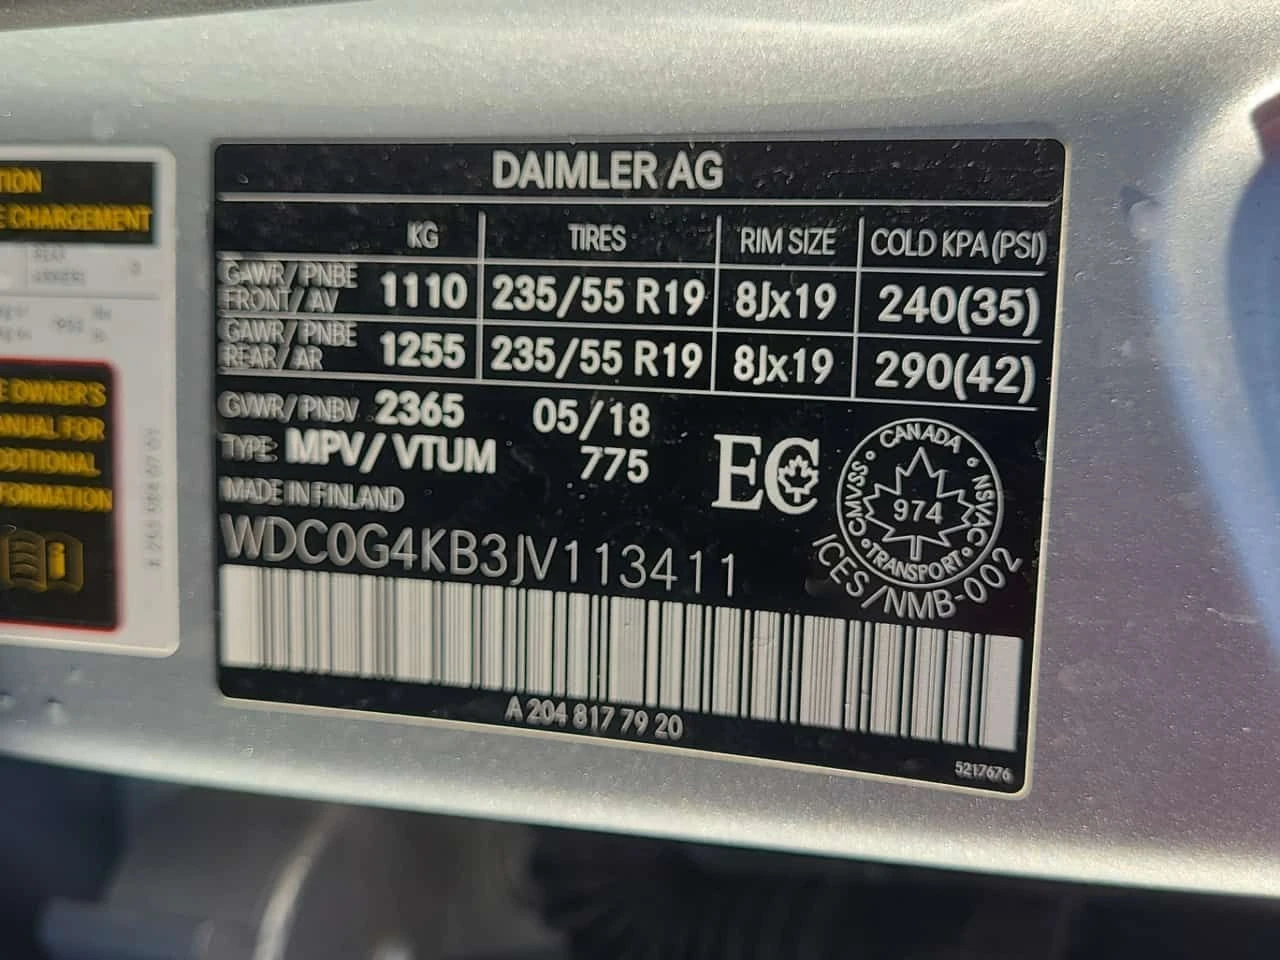 TION
E CHARGEMENT
E OWNER'S
ANUAL FOR
DDITIONAL
FORMATION
DAIMLER AG
KG TIRES RIM SIZE COLD KPA (PSI)
GAWR/PNBE
FRONT/AV 1110 235/55 R19 8Jx19 240(35)
GAWR/PNBE
REAR/AR 1255 235/55 R19 8Jx19 290(42)
GVWR/PNBV 2365 05/18
TYPE: MPV/VTUM 775
MADE IN FINLAND
EC
CANADA
CMVSS NSVAC
974
TRANSPORT
ICES/NMB-002
WDC0G4KB3JV113411
A 204 817 79 20
5217676